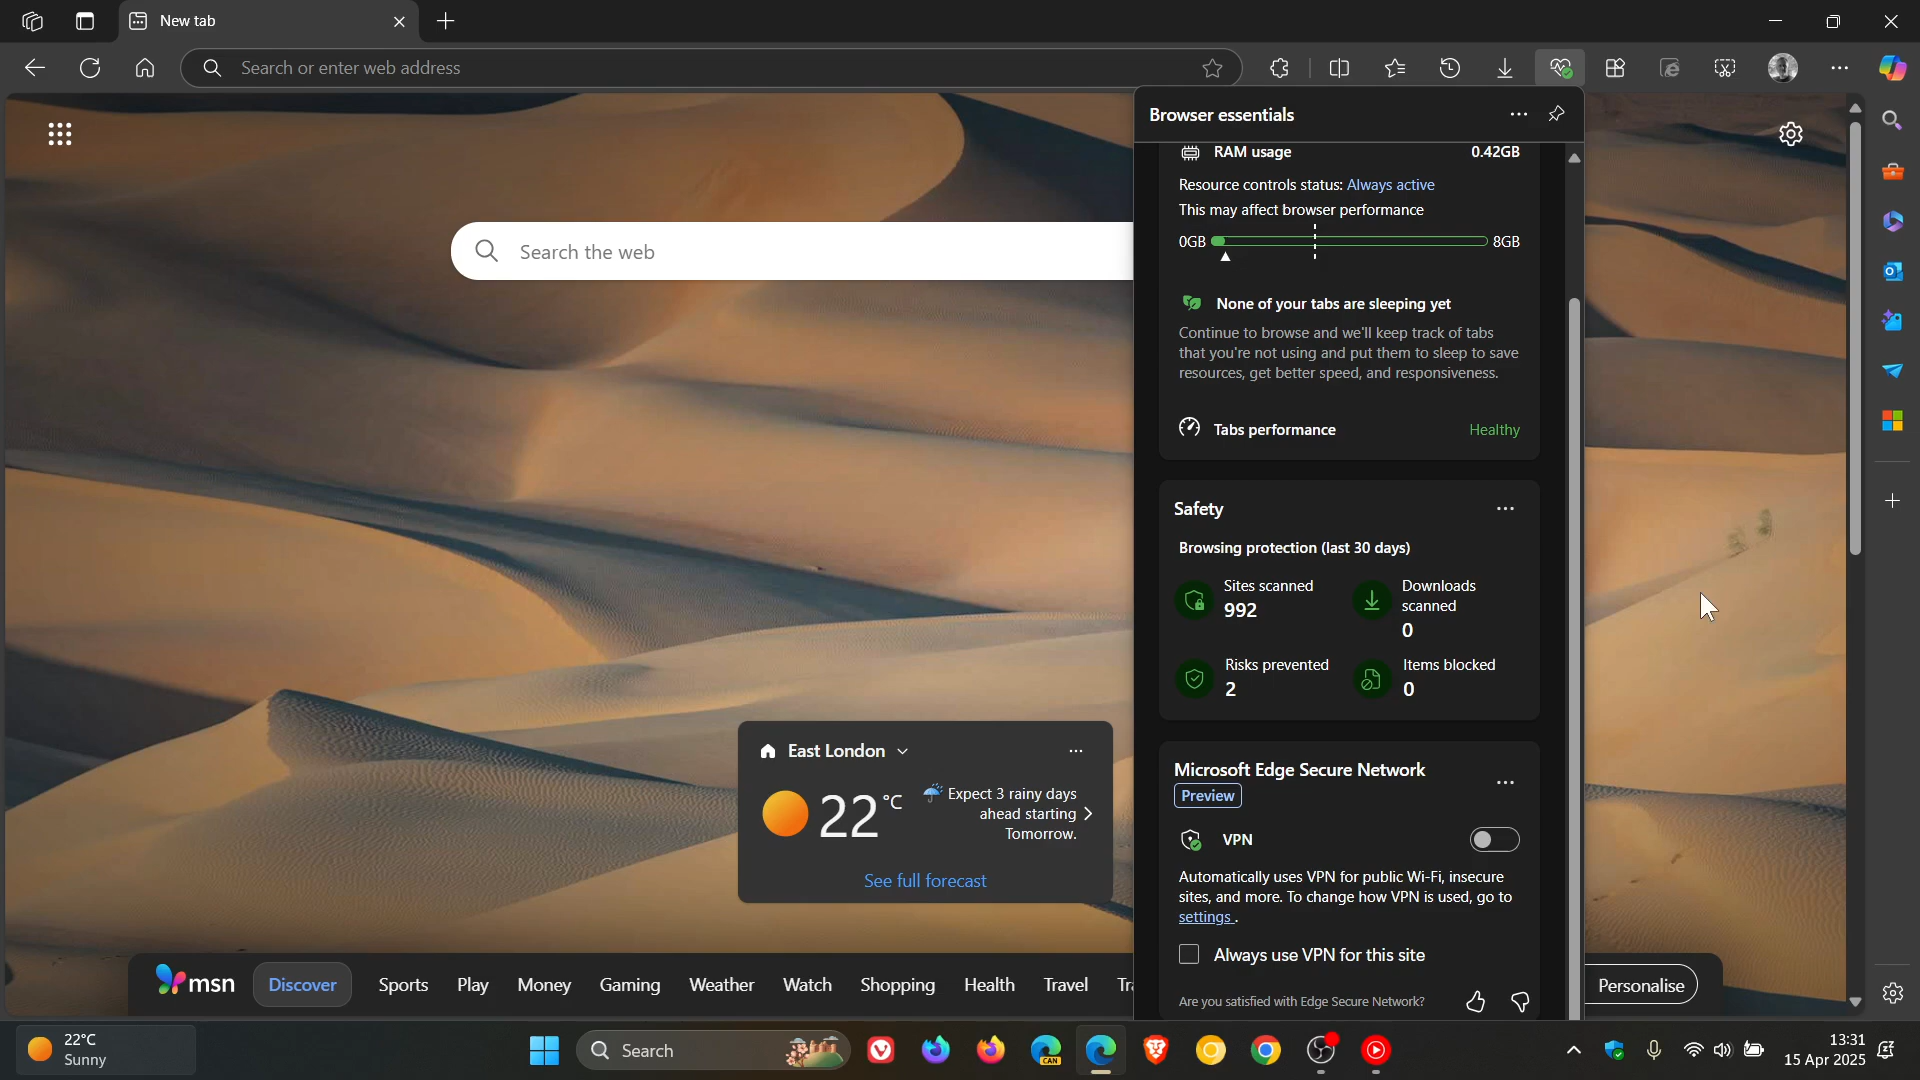 New tab
Search or enter web address
Browser essentials
RAM usage 0.42GB
Resource controls status: Always active
This may affect browser performance
0GB 8GB
None of your tabs are sleeping yet
Continue to browse and we'll keep track of tabs
that you're not using and put them to sleep to save
resources, get better speed, and responsiveness.
Tabs performance Healthy
Safety
Browsing protection (last 30 days)
Sites scanned
992
Downloads
scanned
0
Risks prevented
2
Items blocked
0
Microsoft Edge Secure Network
Preview
VPN
Automatically uses VPN for public Wi-Fi, insecure
sites, and more. To change how VPN is used, go to
settings .
Always use VPN for this site
Are you satisfied with Edge Secure Network?
Search the web
East London
22 °C
Expect 3 rainy days
ahead starting
Tomorrow.
See full forecast
msn Discover Sports Play Money Gaming Weather Watch Shopping Health Travel Tr Personalise
22°C
Sunny
Search
CAN
13:31
15 Apr 2025